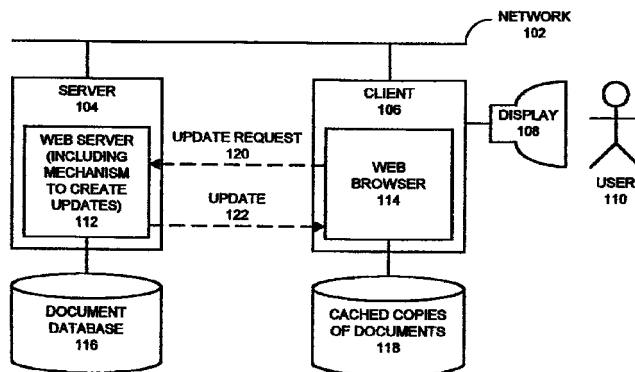 NETWORK
102
SERVER
104
CLIENT
106
DISPLAY
108
WEB SERVER
(INCLUDING
MECHANISM
TO CREATE
UPDATES)
112
UPDATE REQUEST
120
WEB
BROWSER
114
UPDATE
122
USER
110
DOCUMENT
DATABASE
116
CACHED COPIES
OF DOCUMENTS
118